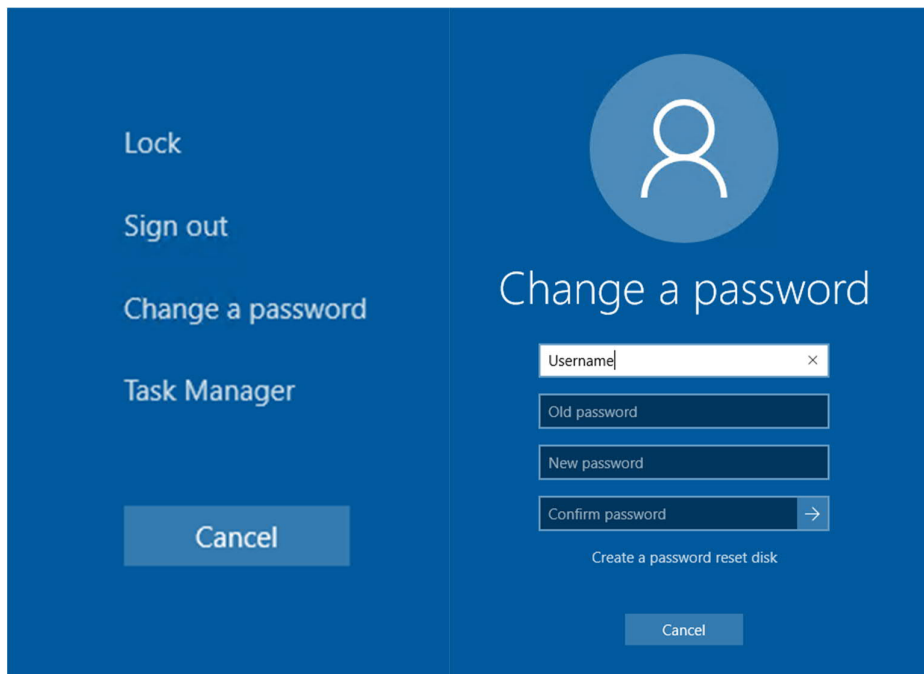 Lock
Sign out
Change a password
Task Manager
Cancel
Change a password
Username
Old password
New password
Confirm password
Create a password reset disk
Cancel